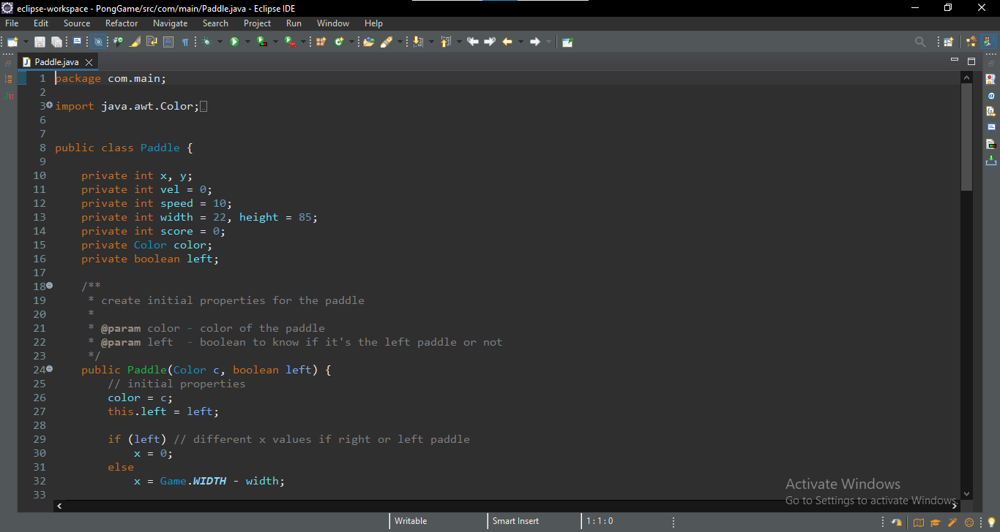 eclipse-workspace - PongGame/src/com/main/Paddle.java - Eclipse IDE
File Edit Source Refactor Navigate Search Project Run Window Help
Paddle.java
1 package com.main;
2
3 import java.awt.Color;
6
7
8 public class Paddle {
9
10 private int x, y;
11 private int vel = 0;
12 private int speed = 10;
13 private int width = 22, height = 85;
14 private int score = 0;
15 private Color color;
16 private boolean left;
17
18 /**
19 * create initial properties for the paddle
20 *
21 * @param color - color of the paddle
22 * @param left  - boolean to know if it's the left paddle or not
23 */
24 public Paddle(Color c, boolean left) {
25 // initial properties
26 color = c;
27 this.left = left;
28
29 if (left) // different x values if right or left paddle
30 x = 0;
31 else
32 x = Game.WIDTH - width;
33
Activate Windows
Go to Settings to activate Windows.
Writable Smart Insert 1 : 1 : 0